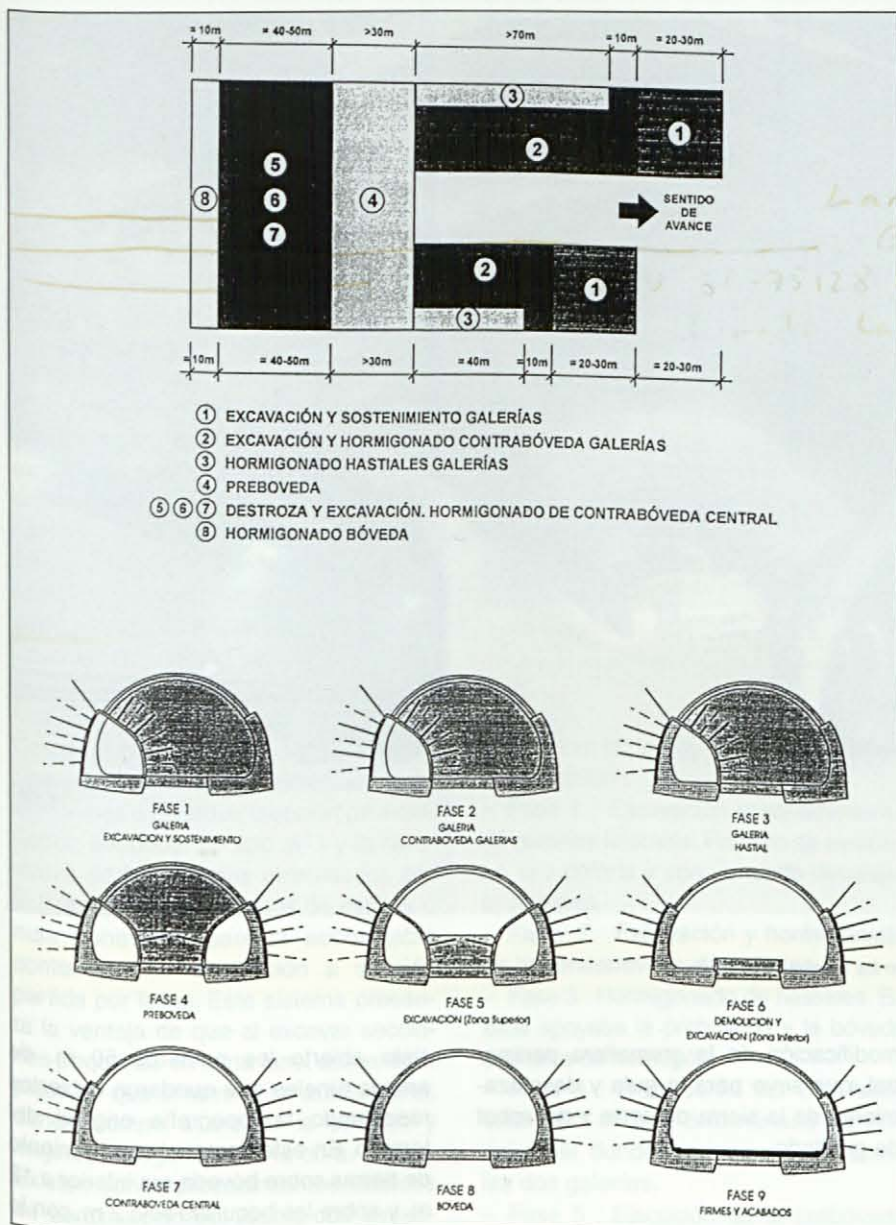 = 10m = 40-50m >30m >70m =10m = 20-30m
3
1
2
5
8 4 SENTIDO
6 DE
7 AVANCE
2
1
3
=10m = 40-50m >30m = 40m =10m = 20-30m = 20-30m
1 EXCAVACIÓN Y SOSTENIMIENTO GALERÍAS
2 EXCAVACIÓN Y HORMIGONADO CONTRABÓVEDA GALERÍAS
3 HORMIGONADO HASTIALES GALERÍAS
4 PREBOVEDA
5 6 7 DESTROZA Y EXCAVACIÓN. HORMIGONADO DE CONTRABÓVEDA CENTRAL
8 HORMIGONADO BÓVEDA
FASE 1
GALERIA
EXCAVACION Y SOSTENIMIENTO
FASE 2
GALERIA
CONTRABOVEDA GALERIAS
FASE 3
GALERIA
HASTIAL
FASE 4
PREBOVEDA
FASE 5
EXCAVACION (Zona Superior)
FASE 6
DEMOLICION Y
EXCAVACION (Zona Inferior)
FASE 7
CONTRABOVEDA CENTRAL
FASE 8
BOVEDA
FASE 9
FIRMES Y ACABADOS